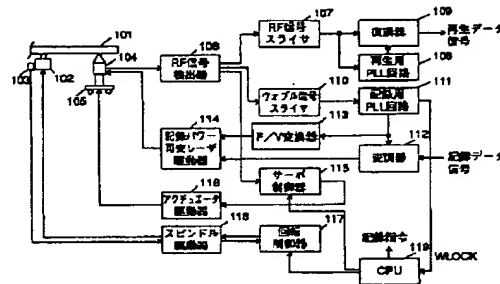 101
107
109
RF信号
スライサ
復調器
再生データ
信号
104
106
RF信号
検出器
103
102
108
再生用
PLL回路
105
110
111
ウォブル信号
スライサ
記録用
PLL回路
114
113
F/V変換器
112
記録パワー
可変レーザ
駆動器
変調器
記録データ
信号
115
サーボ
制御器
116
アクチュエータ
駆動器
118
117
スピンドル
駆動器
回転
制御器
記録指令
119
CPU
WLOCK